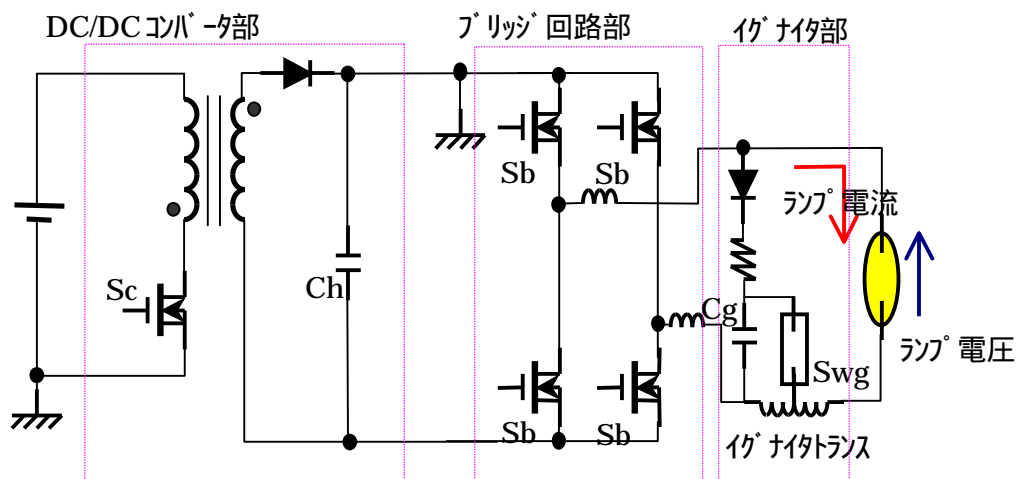 DC/DC ｺﾝﾊﾞｰﾀ部
ﾌﾞﾘｯｼﾞ回路部
ｲｸﾞﾅｲﾀ部
Sb
Sb
ﾗﾝﾌﾟ電流
Sc
Ch
Cg
ﾗﾝﾌﾟ電圧
Swg
Sb
Sb
ｲｸﾞﾅｲﾀﾄﾗﾝｽ